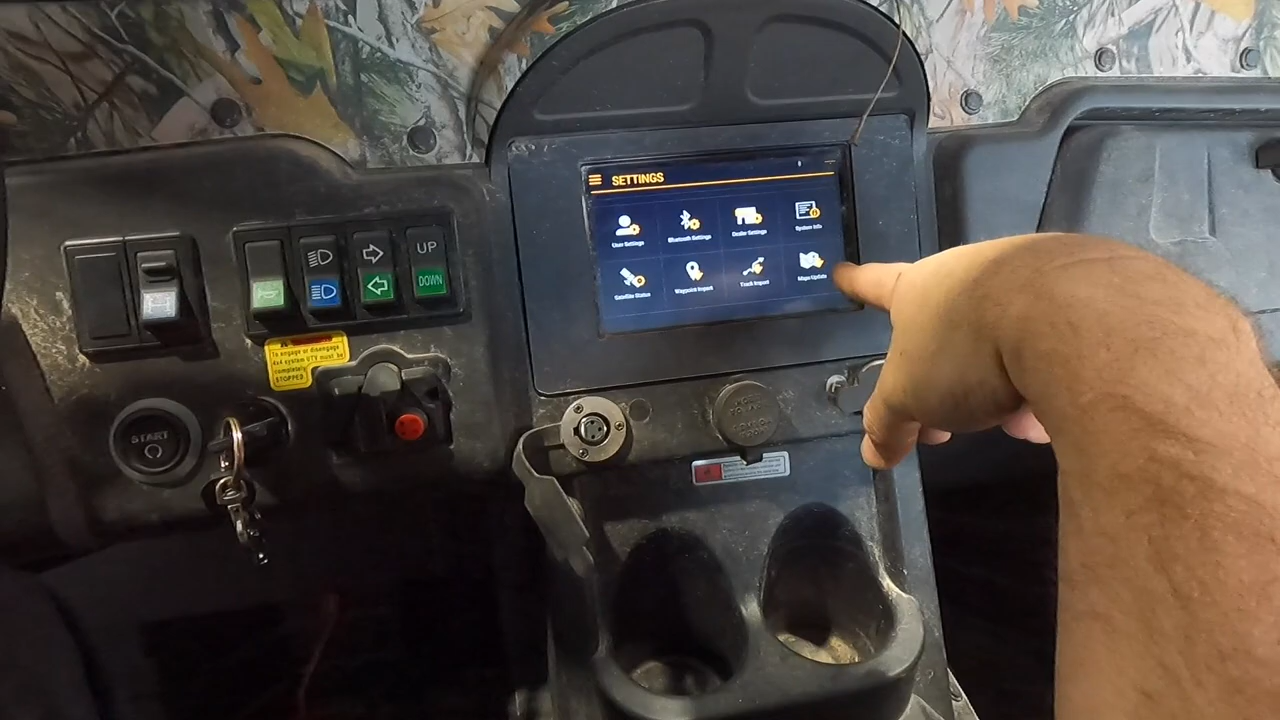 SETTINGS
User Settings
Bluetooth Settings
Dealer Settings
System Info
Satellite Status
Waypoint Import
Track Import
Maps Update
UP
DOWN
To engage or disengage
4x4 system UTV must be
completely
STOPPED
START